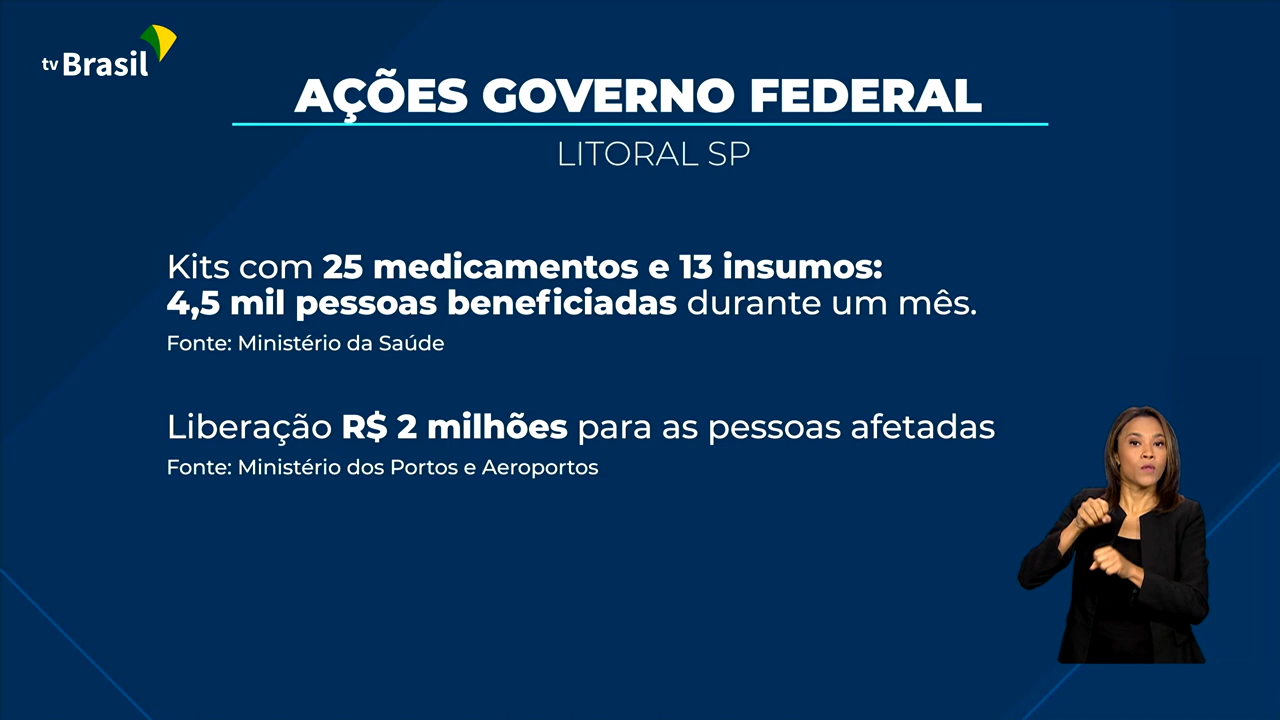 tv Brasil
AÇÕES GOVERNO FEDERAL
LITORAL SP
Kits com 25 medicamentos e 13 insumos:
4,5 mil pessoas beneficiadas durante um mês.
Fonte: Ministério da Saúde
Liberação R$ 2 milhões para as pessoas afetadas
Fonte: Ministério dos Portos e Aeroportos